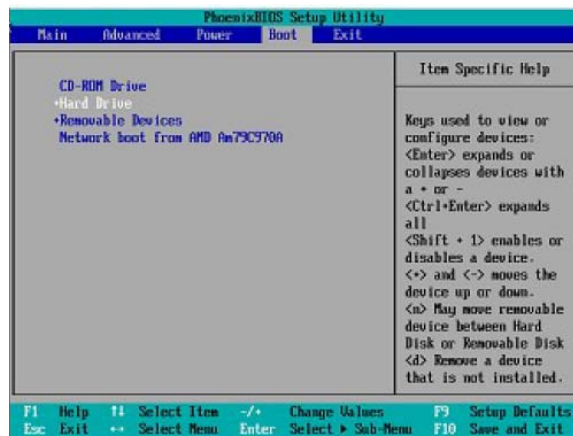 PhoenixBIOS Setup Utility
Main Advanced Power Boot Exit
CD-ROM Drive
+Hard Drive
+Removable Devices
Network boot from AMD Am79C970A
Item Specific Help
Keys used to view or
configure devices:
<Enter> expands or
collapses devices with
a + or -
<Ctrl+Enter> expands
all
<Shift + 1> enables or
disables a device.
<+> and <-> moves the
device up or down.
<n> May move removable
device between Hard
Disk or Removable Disk
<d> Remove a device
that is not installed.
F1 Help ↑↓ Select Item -/+ Change Values F9 Setup Defaults
Esc Exit ↔ Select Menu Enter Select ▶ Sub-Menu F10 Save and Exit